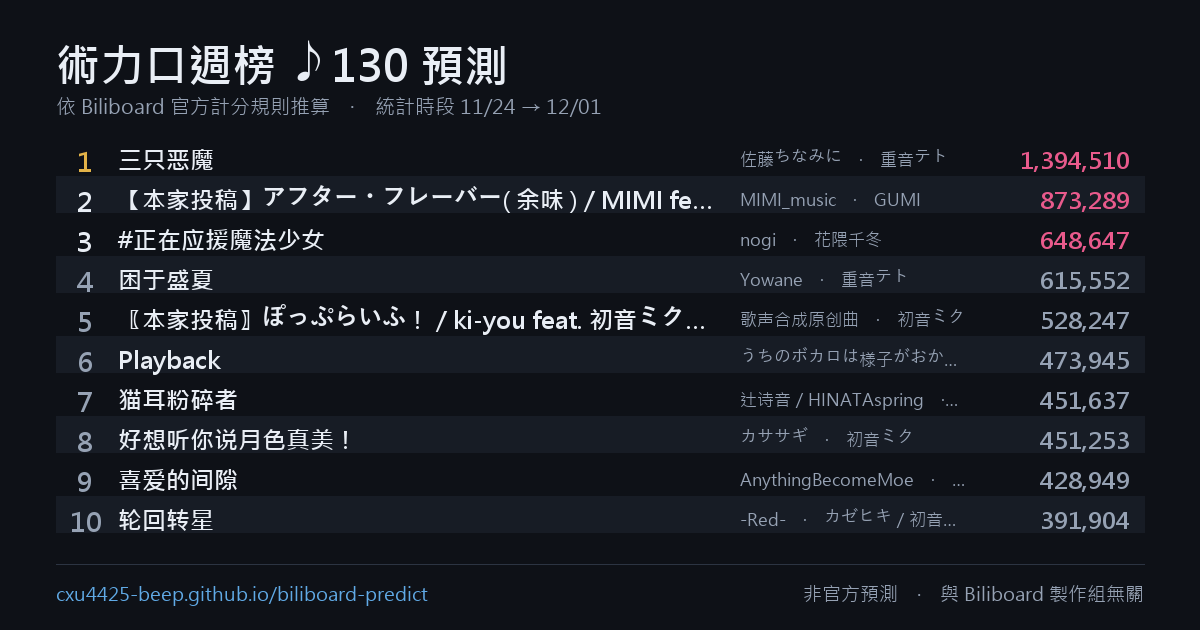 術力口週榜 ♪130 預測
依 Biliboard 官方計分規則推算 · 統計時段 11/24 → 12/01
1 三只恶魔 佐藤ちなみに · 重音テト 1,394,510
2 【本家投稿】アフター・フレーバー(余味) / MIMI fe... MIMI_music · GUMI 873,289
3 #正在应援魔法少女 nogi · 花隈千冬 648,647
4 困于盛夏 Yowane · 重音テト 615,552
5 〖本家投稿〗ぽっぷらいふ！ / ki-you feat. 初音ミク... 歌声合成原创曲 · 初音ミク 528,247
6 Playback うちのボカロは様子がおか... 473,945
7 猫耳粉碎者 辻诗音 / HINATAspring ·... 451,637
8 好想听你说月色真美！ カササギ · 初音ミク 451,253
9 喜爱的间隙 AnythingBecomeMoe · ... 428,949
10 轮回转星 -Red- · カゼヒキ / 初音... 391,904
cxu4425-beep.github.io/biliboard-predict 非官方預測 · 與 Biliboard 製作組無關